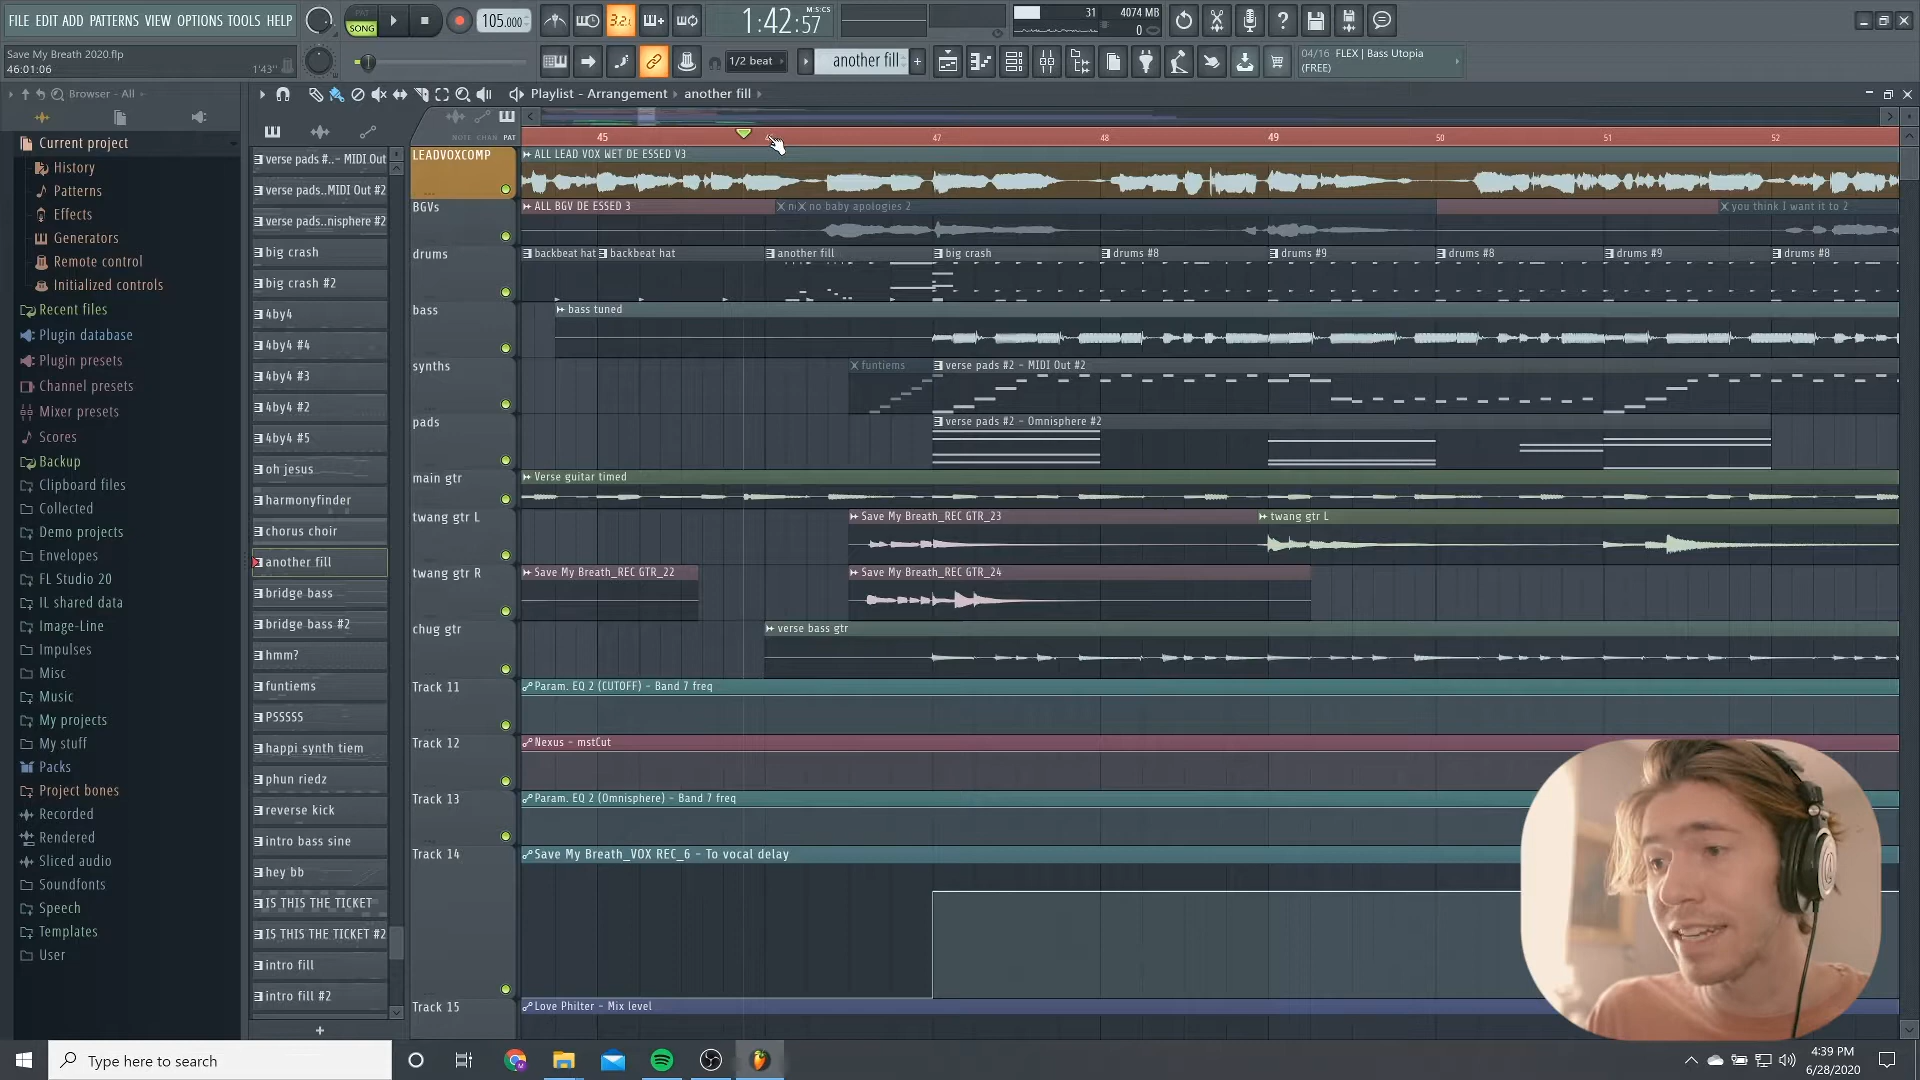 FILE EDIT ADD PATTERNS VIEW OPTIONS TOOLS HELP
PAT
SONG
105.000
3.2.1
1:42:57
M:S:CS
31
4074 MB
0
Save My Breath 2020.flp
46:01:06
1'43"
1/2 beat
another fill
04/16 FLEX | Bass Utopia
(FREE)
Browser - All
Playlist - Arrangement
another fill
NOTE CHAN PAT
45 47 48 49 50 51 52
Current project
History
Patterns
Effects
Generators
Remote control
Initialized controls
Recent files
Plugin database
Plugin presets
Channel presets
Mixer presets
Scores
Backup
Clipboard files
Collected
Demo projects
Envelopes
FL Studio 20
IL shared data
Image-Line
Impulses
Misc
Music
My projects
My stuff
Packs
Project bones
Recorded
Rendered
Sliced audio
Soundfonts
Speech
Templates
User
verse pads #..- MIDI Out
verse pads..MIDI Out #2
verse pads..nisphere #2
big crash
big crash #2
4by4
4by4 #4
4by4 #3
4by4 #2
4by4 #5
oh jesus
harmonyfinder
chorus choir
another fill
bridge bass
bridge bass #2
hmm?
funtiems
PSSSSS
happi synth tiem
phun riedz
reverse kick
intro bass sine
hey bb
IS THIS THE TICKET
IS THIS THE TICKET #2
intro fill
intro fill #2
+
LEADVOXCOMP
ALL LEAD VOX WET DE ESSED V3
BGVs
ALL BGV DE ESSED 3
no baby apologies 2
you think I want it to 2
drums
backbeat hat
backbeat hat
another fill
big crash
drums #8
drums #9
drums #8
drums #9
drums #8
bass
bass tuned
synths
funtiems
verse pads #2 - MIDI Out #2
pads
verse pads #2 - Omnisphere #2
main gtr
Verse guitar timed
twang gtr L
Save My Breath_REC GTR_23
twang gtr L
twang gtr R
Save My Breath_REC GTR_22
Save My Breath_REC GTR_24
chug gtr
verse bass gtr
Track 11
Param. EQ 2 (CUTOFF) - Band 7 freq
Track 12
Nexus - mstCut
Track 13
Param. EQ 2 (Omnisphere) - Band 7 freq
Track 14
Save My Breath_VOX REC_6 - To vocal delay
Track 15
Love Philter - Mix level
Type here to search
4:39 PM
6/28/2020